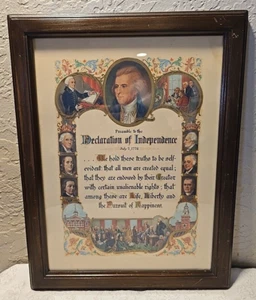 Preamble to the
Declaration of Independence
July 4, 1776
. . . We hold these truths to be self-
evident: that all men are created equal;
that they are endowed by their Creator
with certain unalienable rights; that
among these are Life, Liberty and
the Pursuit of Happiness.